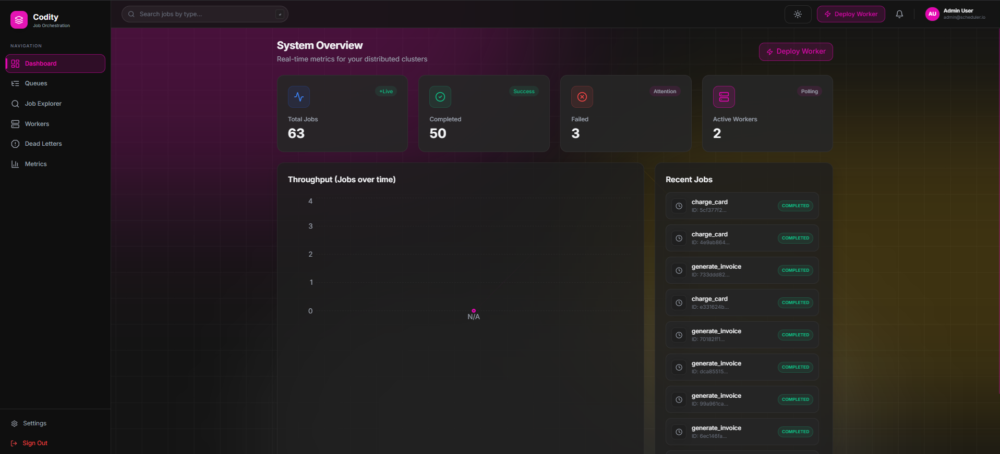 Codity
Job Orchestration
NAVIGATION
Dashboard
Queues
Job Explorer
Workers
Dead Letters
Metrics
Settings
Sign Out
Search jobs by type...
Deploy Worker
AU
Admin User
admin@scheduler.io
System Overview
Real-time metrics for your distributed clusters
Deploy Worker
+Live
Total Jobs
63
Success
Completed
50
Attention
Failed
3
Polling
Active Workers
2
Throughput (Jobs over time)
4
3
2
1
0
N/A
Recent Jobs
charge_card
ID: 5cf377f2...
COMPLETED
charge_card
ID: 4e9ab864...
COMPLETED
generate_invoice
ID: 733ddd82...
COMPLETED
charge_card
ID: e331624b...
COMPLETED
generate_invoice
ID: 70182ff1...
COMPLETED
generate_invoice
ID: dca85515...
COMPLETED
generate_invoice
ID: 99a961ca...
COMPLETED
generate_invoice
ID: 6ec146fa...
COMPLETED